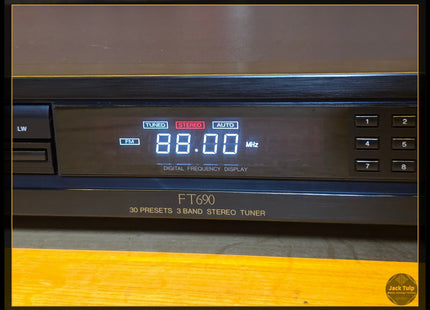 LW
TUNED STEREO AUTO
FM 88.00 MHz
DIGITAL FREQUENCY DISPLAY
1 2
4 5
7 8
FT690
30 PRESETS 3 BAND STEREO TUNER
Jack Tulp